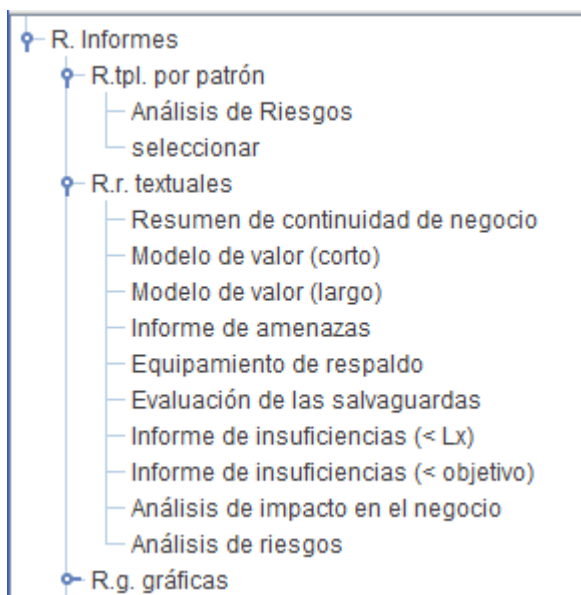 R. Informes
R.tpl. por patrón
Análisis de Riesgos
seleccionar
R.r. textuales
Resumen de continuidad de negocio
Modelo de valor (corto)
Modelo de valor (largo)
Informe de amenazas
Equipamiento de respaldo
Evaluación de las salvaguardas
Informe de insuficiencias (< Lx)
Informe de insuficiencias (< objetivo)
Análisis de impacto en el negocio
Análisis de riesgos
R.g. gráficas